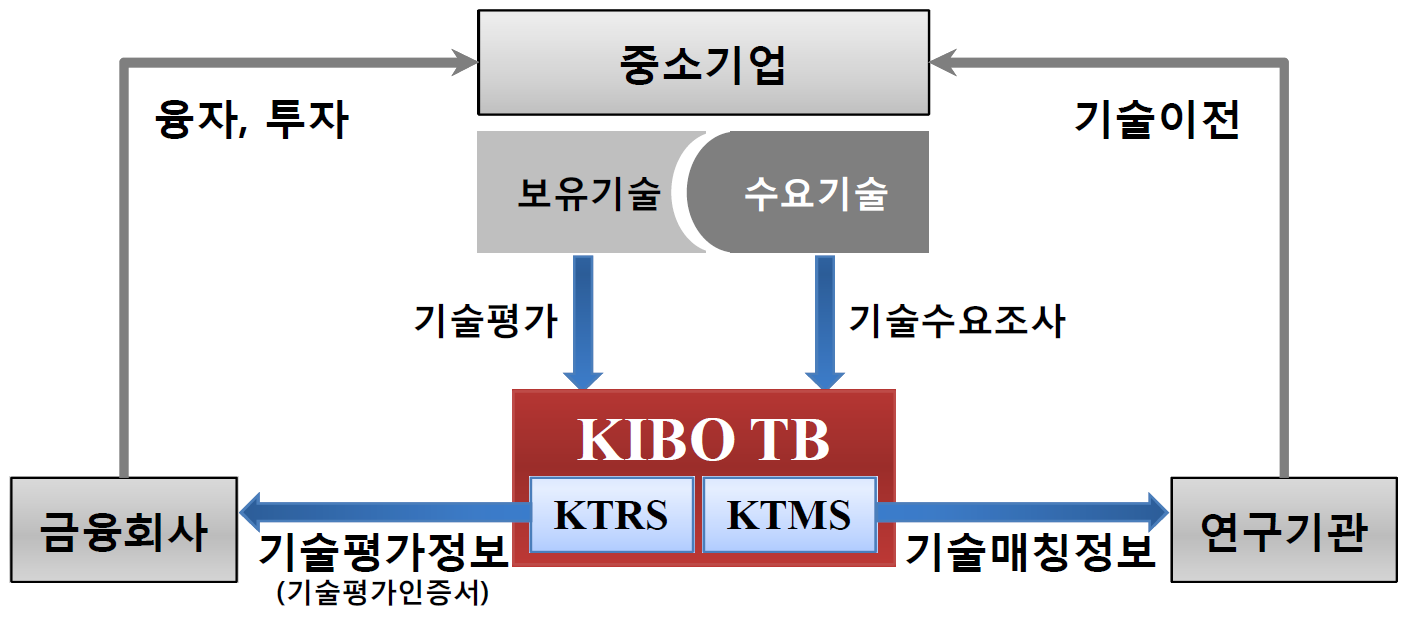 중소기업
융자, 투자
기술이전
보유기술
수요기술
기술평가
기술수요조사
KIBO TB
KTRS
KTMS
금융회사
기술평가정보
(기술평가인증서)
기술매칭정보
연구기관